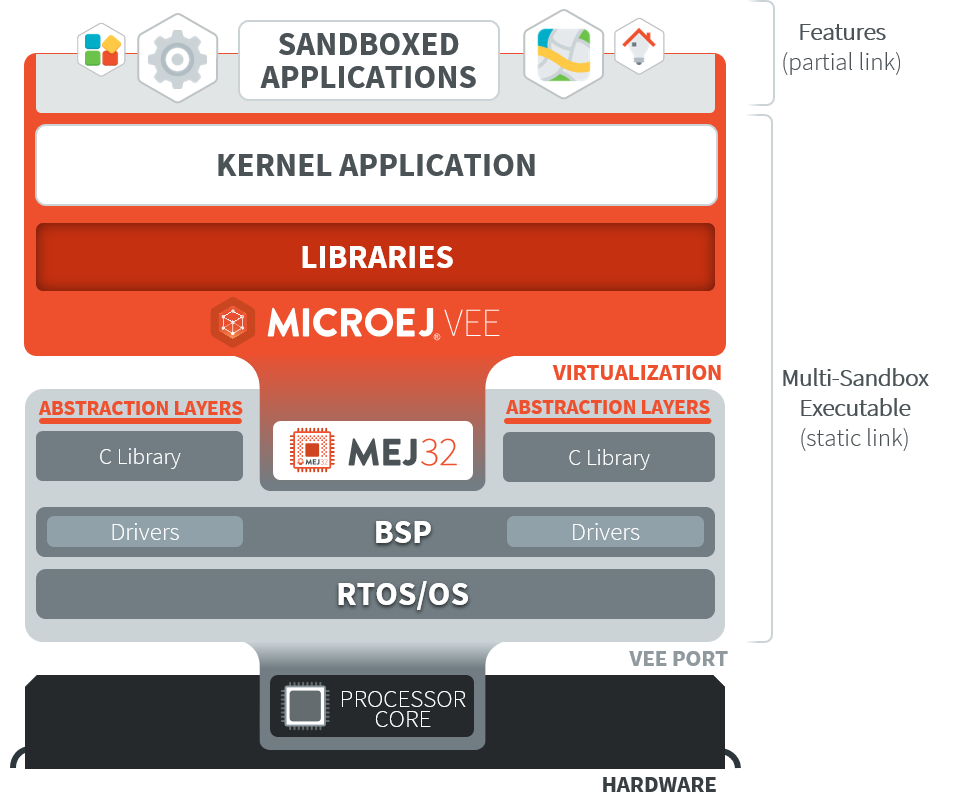 SANDBOXED
APPLICATIONS
Features
(partial link)
KERNEL APPLICATION
LIBRARIES
MICROEJ® VEE
VIRTUALIZATION
Multi-Sandbox
Executable
(static link)
ABSTRACTION LAYERS
ABSTRACTION LAYERS
C Library
MEJ32
MEJ32
C Library
Drivers
BSP
Drivers
RTOS/OS
VEE PORT
PROCESSOR
CORE
HARDWARE